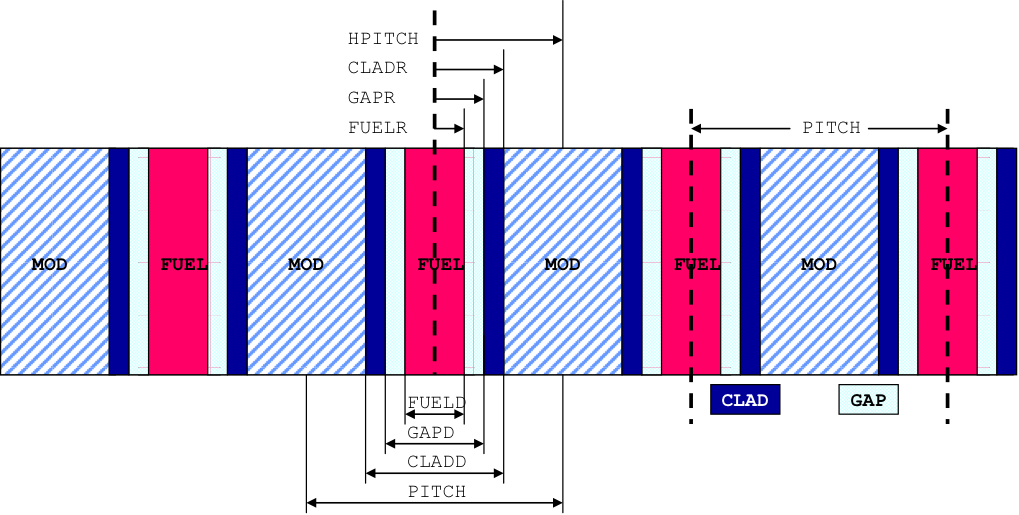 HPITCH
CLADR
GAPR
FUELR
PITCH
MOD FUEL MOD FUEL MOD FUEL MOD FUEL
CLAD GAP
FUELD
GAPD
CLADD
PITCH